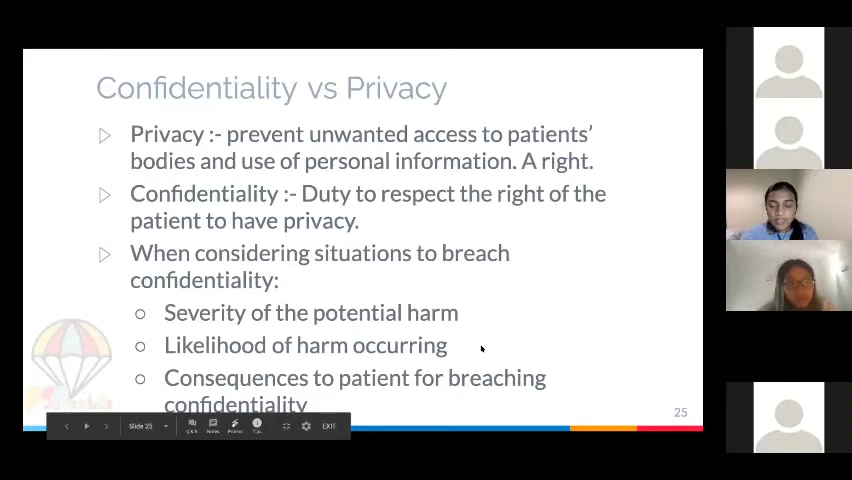 Confidentiality vs Privacy
Privacy :- prevent unwanted access to patients'
bodies and use of personal information. A right.
Confidentiality :- Duty to respect the right of the
patient to have privacy.
When considering situations to breach
confidentiality:
Severity of the potential harm
Likelihood of harm occurring
Consequences to patient for breaching
confidentiality
25
Slide 25
Notes
Pointer
EXIT